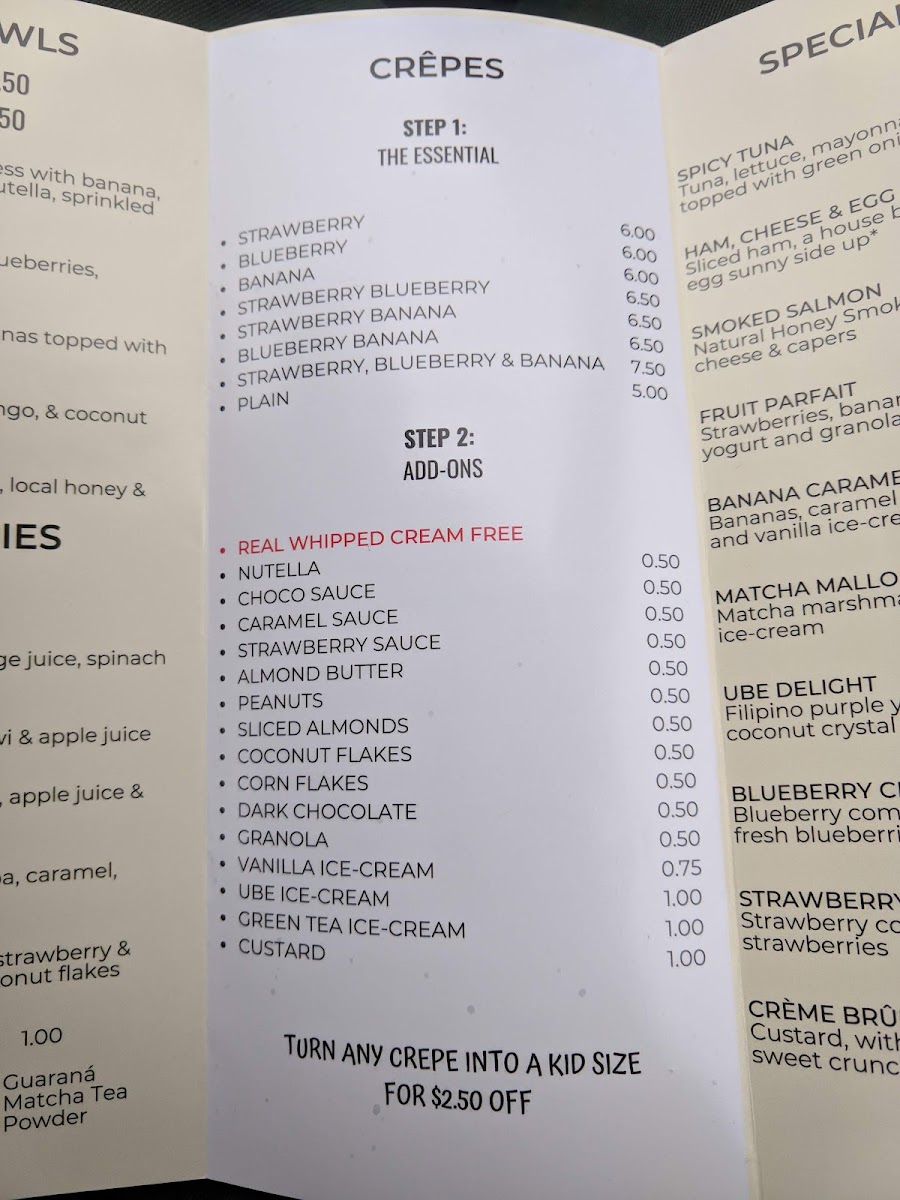 WLS
.50
50
ess with banana,
utella, sprinkled
ueberries,
nas topped with
ngo, & coconut
, local honey &
IES
ge juice, spinach
vi & apple juice
, apple juice &
pa, caramel,
strawberry &
onut flakes
1.00
Guaraná
Matcha Tea
Powder
CRÊPES
STEP 1:
THE ESSENTIAL
• STRAWBERRY 6.00
• BLUEBERRY 6.00
• BANANA 6.00
• STRAWBERRY BLUEBERRY 6.50
• STRAWBERRY BANANA 6.50
• BLUEBERRY BANANA 6.50
• STRAWBERRY, BLUEBERRY & BANANA 7.50
• PLAIN 5.00
STEP 2:
ADD-ONS
• REAL WHIPPED CREAM FREE
• NUTELLA 0.50
• CHOCO SAUCE 0.50
• CARAMEL SAUCE 0.50
• STRAWBERRY SAUCE 0.50
• ALMOND BUTTER 0.50
• PEANUTS 0.50
• SLICED ALMONDS 0.50
• COCONUT FLAKES 0.50
• CORN FLAKES 0.50
• DARK CHOCOLATE 0.50
• GRANOLA 0.50
• VANILLA ICE-CREAM 0.75
• UBE ICE-CREAM 1.00
• GREEN TEA ICE-CREAM 1.00
• CUSTARD 1.00
TURN ANY CREPE INTO A KID SIZE
FOR $2.50 OFF
SPECIA
SPICY TUNA
Tuna, lettuce, mayonna
topped with green oni
HAM, CHEESE & EGG
Sliced ham, a house b
egg sunny side up*
SMOKED SALMON
Natural Honey Smok
cheese & capers
FRUIT PARFAIT
Strawberries, banan
yogurt and granola
BANANA CARAME
Bananas, caramel
and vanilla ice-cre
MATCHA MALLO
Matcha marshma
ice-cream
UBE DELIGHT
Filipino purple y
coconut crystal
BLUEBERRY C
Blueberry com
fresh blueberri
STRAWBERRY
Strawberry co
strawberries
CRÈME BRÛ
Custard, with
sweet crunc